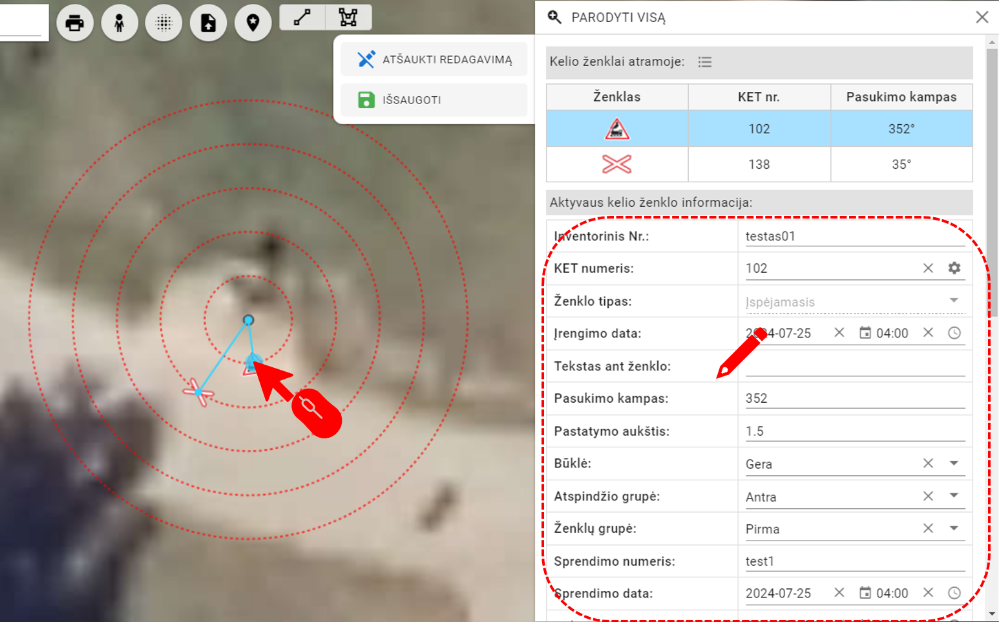 PARODYTI VISĄ
ATŠAUKTI REDAGAVIMĄ
IŠSAUGOTI
Kelio ženklai atramoje:
Ženklas KET nr. Pasukimo kampas
102 352°
138 35°
Aktyvaus kelio ženklo informacija:
Inventorinis Nr.: testas01
KET numeris: 102
Ženklo tipas: Įspėjamasis
Įrengimo data: 2024-07-25 04:00
Tekstas ant ženklo:
Pasukimo kampas: 352
Pastatymo aukštis: 1.5
Būklė: Gera
Atspindžio grupė: Antra
Ženklų grupė: Pirma
Sprendimo numeris: test1
Sprendimo data: 2024-07-25 04:00